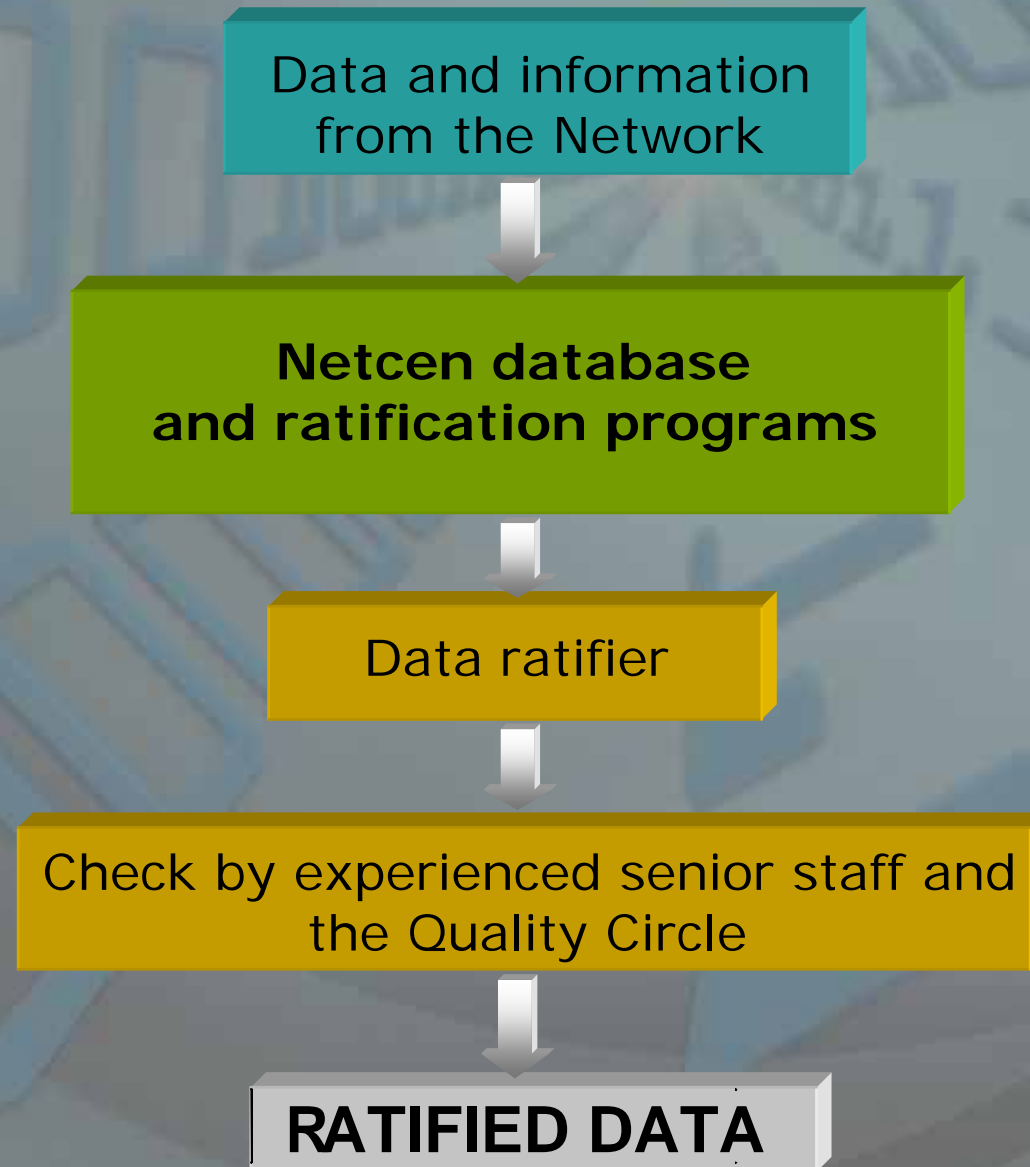 Data and information
from the Network
Netcen database
and ratification programs
Data ratifier
Check by experienced senior staff and
the Quality Circle
RATIFIED DATA